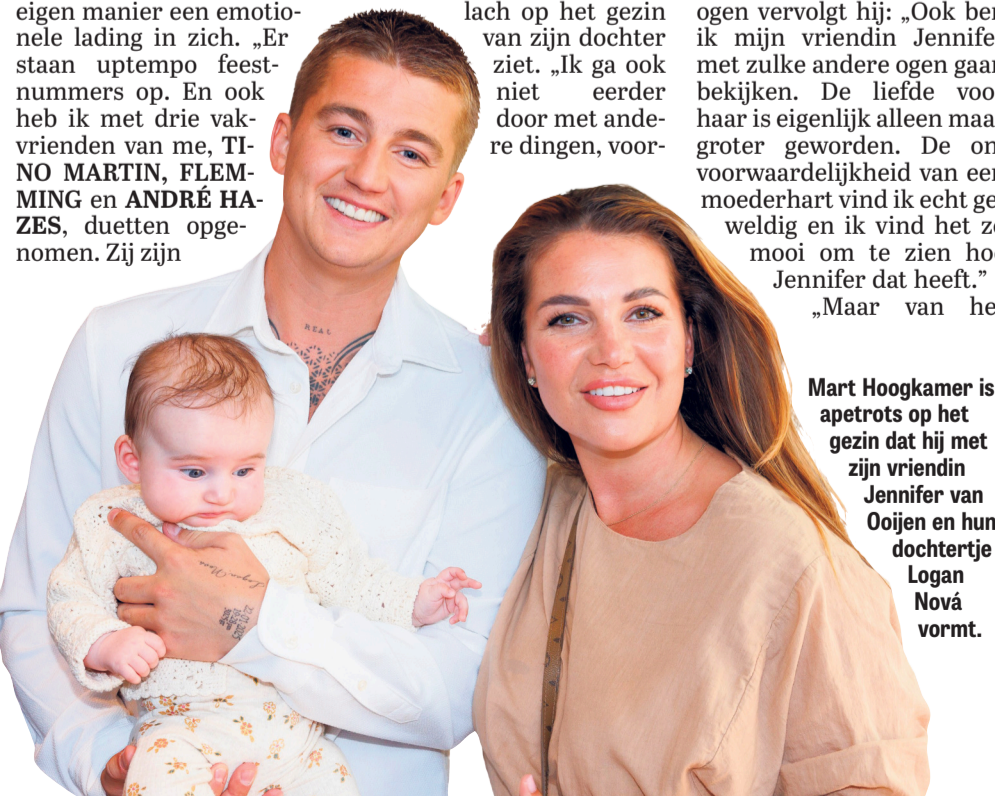 eigen manier een emotio-
nele lading in zich. „Er
staan uptempo feest-
nummers op. En ook
heb ik met drie vak-
vrienden van me, TI-
NO MARTIN, FLEM-
MING en ANDRÉ HA-
ZES, duetten opge-
nomen. Zij zijn
lach op het gezin
van zijn dochter
ziet. „Ik ga ook
niet eerder
door met ande-
re dingen, voor-
ogen vervolgt hij: „Ook ben
ik mijn vriendin Jennifer
met zulke andere ogen gaan
bekijken. De liefde voor
haar is eigenlijk alleen maar
groter geworden. De on-
voorwaardelijkheid van een
moederhart vind ik echt ge-
weldig en ik vind het zo
mooi om te zien hoe
Jennifer dat heeft.”
„Maar van he
Mart Hoogkamer is
apetrots op het
gezin dat hij met
zijn vriendin
Jennifer van
Ooijen en hun
dochtertje
Logan
Nová
vormt.
REAL
Logan Nova